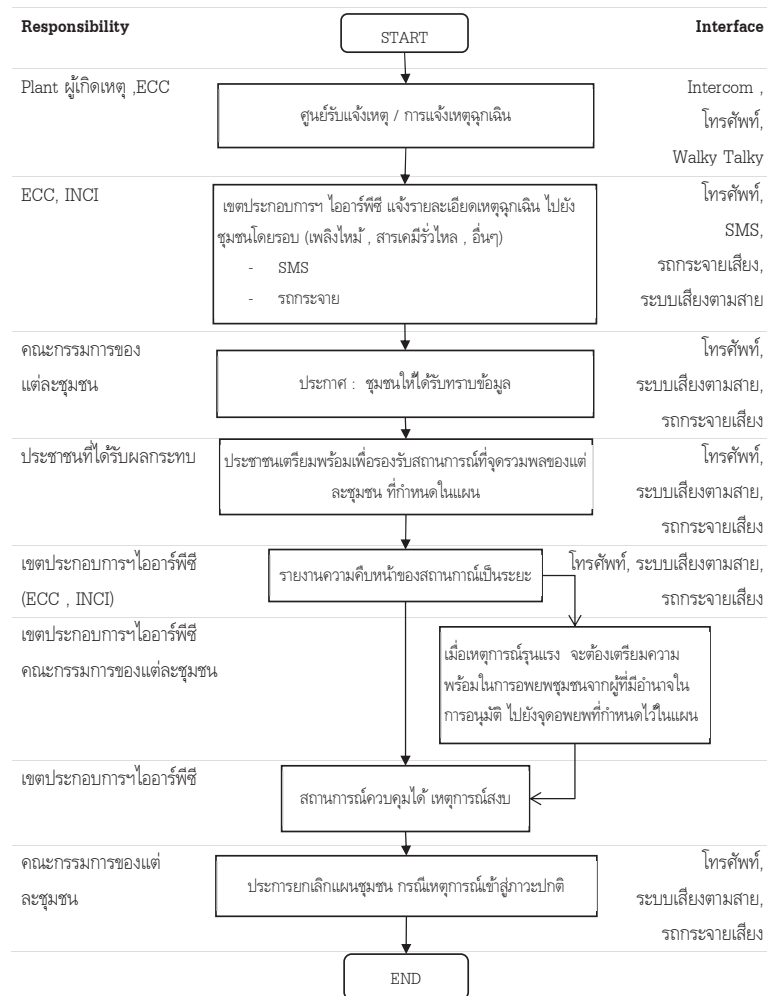 Responsibility
START
Interface
Plant ผู้เกิดเหตุ ,ECC
ศูนย์รับแจ้งเหตุ / การแจ้งเหตุฉุกเฉิน
Intercom ,
โทรศัพท์,
Walky Talky
ECC, INCI
เขตประกอบการฯ ไออาร์พีซี แจ้งรายละเอียดเหตุฉุกเฉิน ไปยัง
ชุมชนโดยรอบ (เพลิงไหม้ , สารเคมีรั่วไหล , อื่นๆ)
- SMS
- รถกระจาย
โทรศัพท์,
SMS,
รถกระจายเสียง,
ระบบเสียงตามสาย
คณะกรรมการของ
แต่ละชุมชน
ประกาศ : ชุมชนให้ได้รับทราบข้อมูล
โทรศัพท์,
ระบบเสียงตามสาย,
รถกระจายเสียง
ประชาชนที่ได้รับผลกระทบ
ประชาชนเตรียมพร้อมเพื่อรองรับสถานการณ์ที่จุดรวมพลของแต่
ละชุมชน ที่กำหนดในแผน
โทรศัพท์,
ระบบเสียงตามสาย,
รถกระจายเสียง
เขตประกอบการฯไออาร์พีซี
(ECC , INCI)
รายงานความคืบหน้าของสถานกาณ์เป็นระยะ
โทรศัพท์, ระบบเสียงตามสาย,
รถกระจายเสียง
เขตประกอบการฯไออาร์พีซี
คณะกรรมการของแต่ละชุมชน
เมื่อเหตุการณ์รุนแรง จะต้องเตรียมความ
พร้อมในการอพยพชุมชนจากผู้ที่มีอำนาจใน
การอนุมัติ ไปยังจุดอพยพที่กำหนดไว้ในแผน
เขตประกอบการฯไออาร์พีซี
สถานการณ์ควบคุมได้ เหตุการณ์สงบ
คณะกรรมการของแต่
ละชุมชน
ประการยกเลิกแผนชุมชน กรณีเหตุการณ์เข้าสู่ภาวะปกติ
โทรศัพท์,
ระบบเสียงตามสาย,
รถกระจายเสียง
END